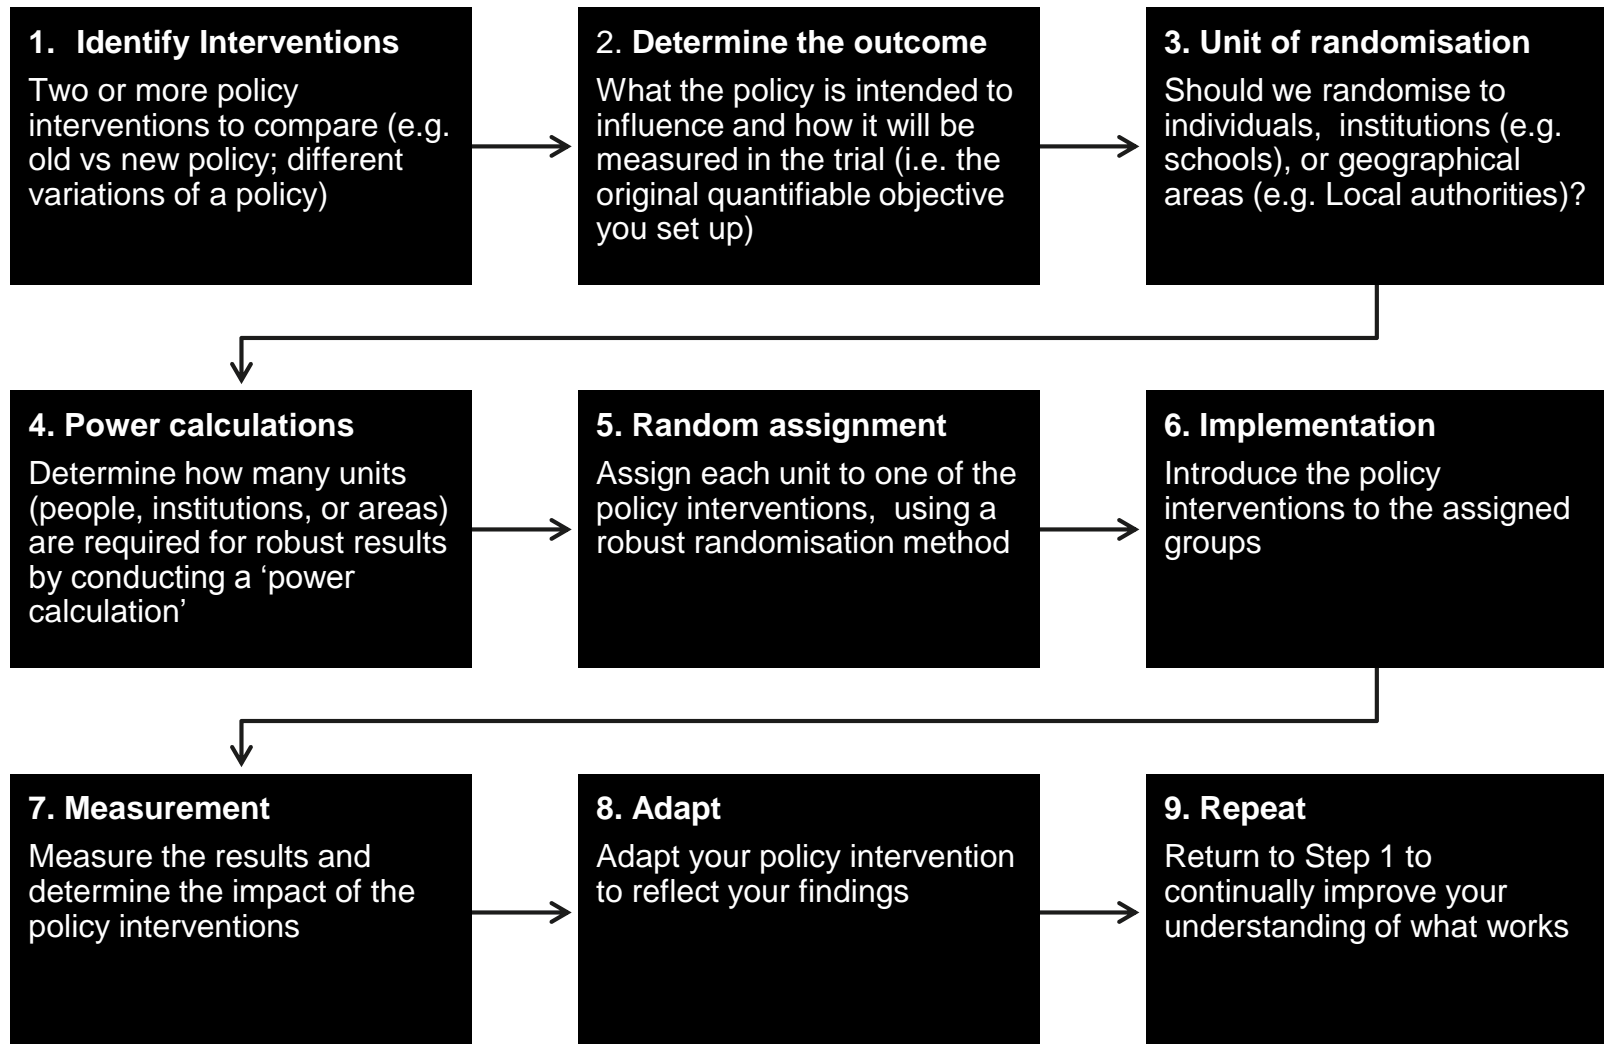 1. Identify Interventions
Two or more policy
interventions to compare (e.g.
old vs new policy; different
variations of a policy)
2. Determine the outcome
What the policy is intended to
influence and how it will be
measured in the trial (i.e. the
original quantifiable objective
you set up)
3. Unit of randomisation
Should we randomise to
individuals, institutions (e.g.
schools), or geographical
areas (e.g. Local authorities)?
4. Power calculations
Determine how many units
(people, institutions, or areas)
are required for robust results
by conducting a ‘power
calculation’
5. Random assignment
Assign each unit to one of the
policy interventions, using a
robust randomisation method
6. Implementation
Introduce the policy
interventions to the assigned
groups
7. Measurement
Measure the results and
determine the impact of the
policy interventions
8. Adapt
Adapt your policy intervention
to reflect your findings
9. Repeat
Return to Step 1 to
continually improve your
understanding of what works